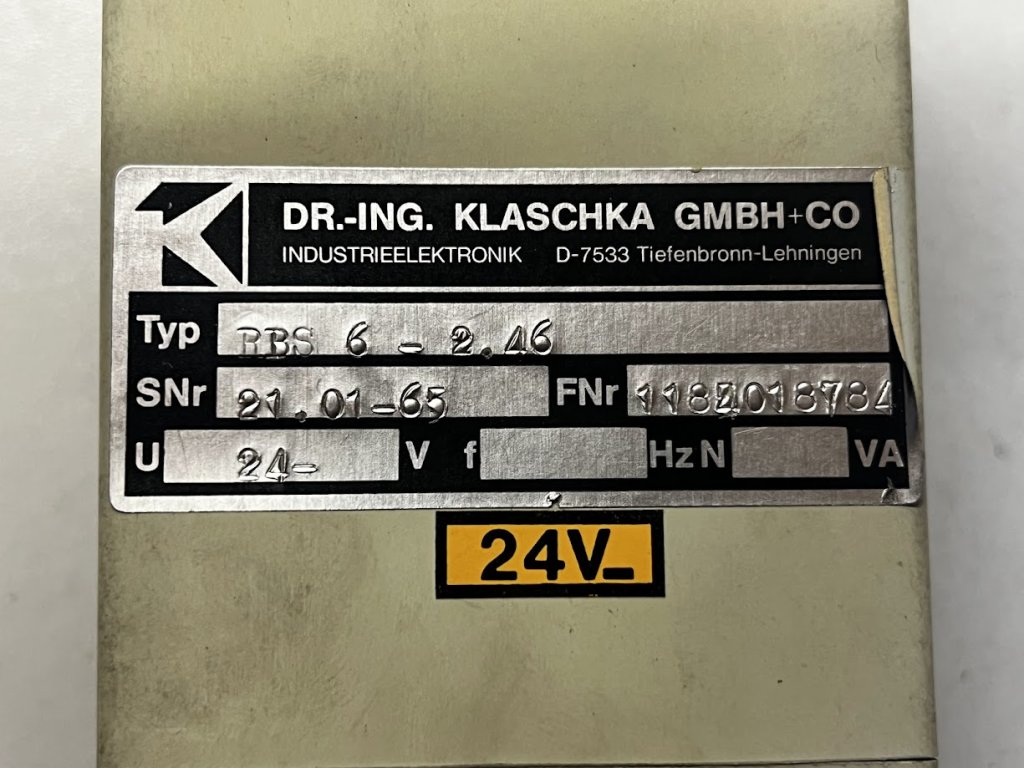 DR.-ING. KLASCHKA GMBH+CO
INDUSTRIEELEKTRONIK D-7533 Tiefenbronn-Lehningen
Typ RBS 6 - 2.46
SNr 21.01-65 FNr
U 24- V f Hz N VA
24V_